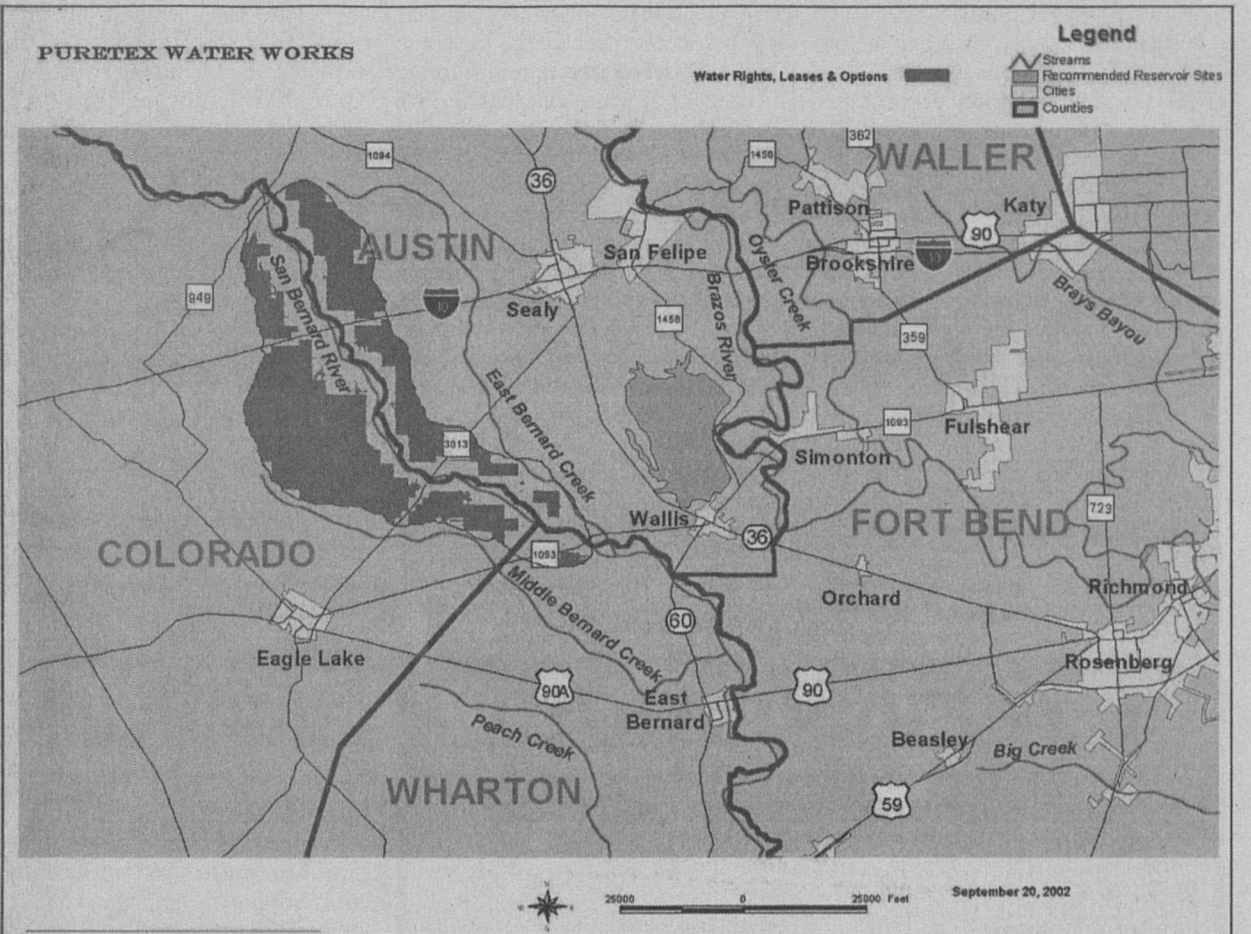 PURETEX WATER WORKS
Legend
Water Rights, Leases & Options
Streams
Recommended Reservoir Sites
Cities
Counties
1094
36
1458
362
WALLER
Pattison
Katy
90
AUSTIN
San Felipe
Oyster Creek
Brookshire
10
San Bernard River
949
10
Sealy
1458
Brazos River
Brays Bayou
359
East Bernard Creek
3013
1093
Fulshear
Simonton
Wallis
36
FORT BEND
723
COLORADO
1093
Middle Bernard Creek
Orchard
Richmond
60
Eagle Lake
Rosenberg
90A
East
Bernard
90
Peach Creek
Beasley
Big Creek
WHARTON
59
25000
0
25000 Feet
September 20, 2002